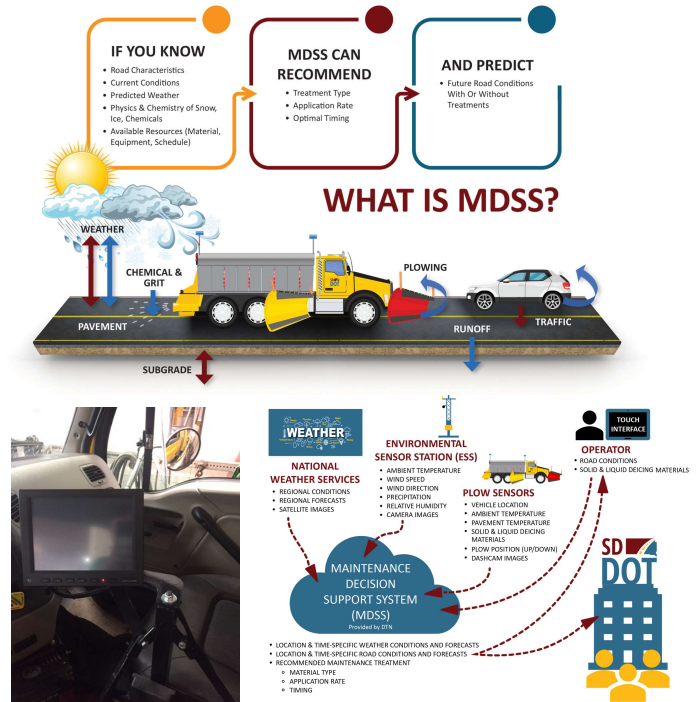 IF YOU KNOW
• Road Characteristics
• Current Conditions
• Predicted Weather
• Physics & Chemistry of Snow,
Ice, Chemicals
• Available Resources (Material,
Equipment, Schedule)
MDSS CAN
RECOMMEND
• Treatment Type
• Application Rate
• Optimal Timing
AND PREDICT
• Future Road Conditions
With Or Without
Treatments
WHAT IS MDSS?
WEATHER
CHEMICAL &
GRIT
PAVEMENT
SUBGRADE
SD
DOT
PLOWING
RUNOFF
TRAFFIC
WEATHER
NATIONAL
WEATHER SERVICES
• REGIONAL CONDITIONS
• REGIONAL FORECASTS
• SATELLITE IMAGES
ENVIRONMENTAL
SENSOR STATION (ESS)
• AMBIENT TEMPERATURE
• WIND SPEED
• WIND DIRECTION
• PRECIPITATION
• RELATIVE HUMIDITY
• CAMERA IMAGES
PLOW SENSORS
• VEHICLE LOCATION
• AMBIENT TEMPERATURE
• PAVEMENT TEMPERATURE
• SOLID & LIQUID DEICING
MATERIALS
• PLOW POSITION (UP/DOWN)
• DASHCAM IMAGES
TOUCH
INTERFACE
OPERATOR
• ROAD CONDITIONS
• SOLID & LIQUID DEICING MATERIALS
MAINTENANCE
DECISION
SUPPORT SYSTEM
(MDSS)
Provided by DTN
SD
DOT
• LOCATION & TIME-SPECIFIC WEATHER CONDITIONS AND FORECASTS
• LOCATION & TIME-SPECIFIC ROAD CONDITIONS AND FORECASTS
• RECOMMENDED MAINTENANCE TREATMENT
○ MATERIAL TYPE
○ APPLICATION RATE
○ TIMING